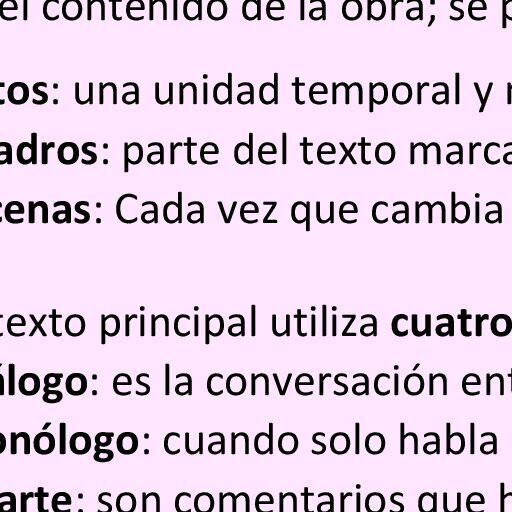 el contenido de la obra; se p
tos: una unidad temporal y
adros: parte del texto marca
cenas: Cada vez que cambia
texto principal utiliza cuatro
álogo: es la conversación ent
onólogo: cuando solo habla
arte: son comentarios que h